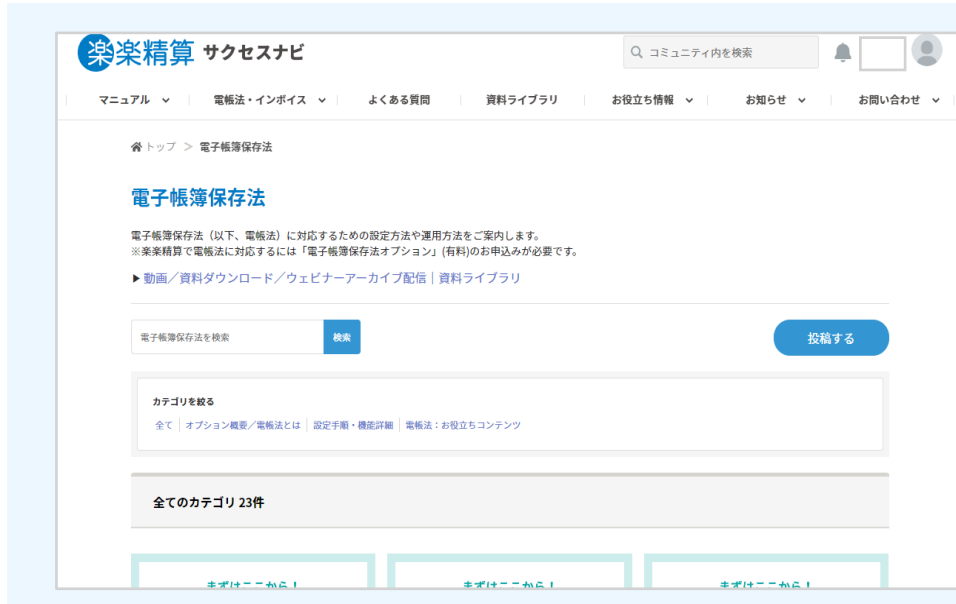 楽楽精算 サクセスナビ
コミュニティ内を検索
マニュアル 電帳法・インボイス よくある質問 資料ライブラリ お役立ち情報 お知らせ お問い合わせ
トップ ＞ 電子帳簿保存法
電子帳簿保存法
電子帳簿保存法（以下、電帳法）に対応するための設定方法や運用方法をご案内します。
※楽楽精算で電帳法に対応するには「電子帳簿保存法オプション」(有料)のお申込みが必要です。
▶ 動画／資料ダウンロード／ウェビナーアーカイブ配信｜資料ライブラリ
電子帳簿保存法を検索 検索 投稿する
カテゴリを絞る
全て | オプション概要／電帳法とは | 設定手順・機能詳細 | 電帳法：お役立ちコンテンツ
全てのカテゴリ 23件
まずはここから！ まずはここから！ まずはここから！